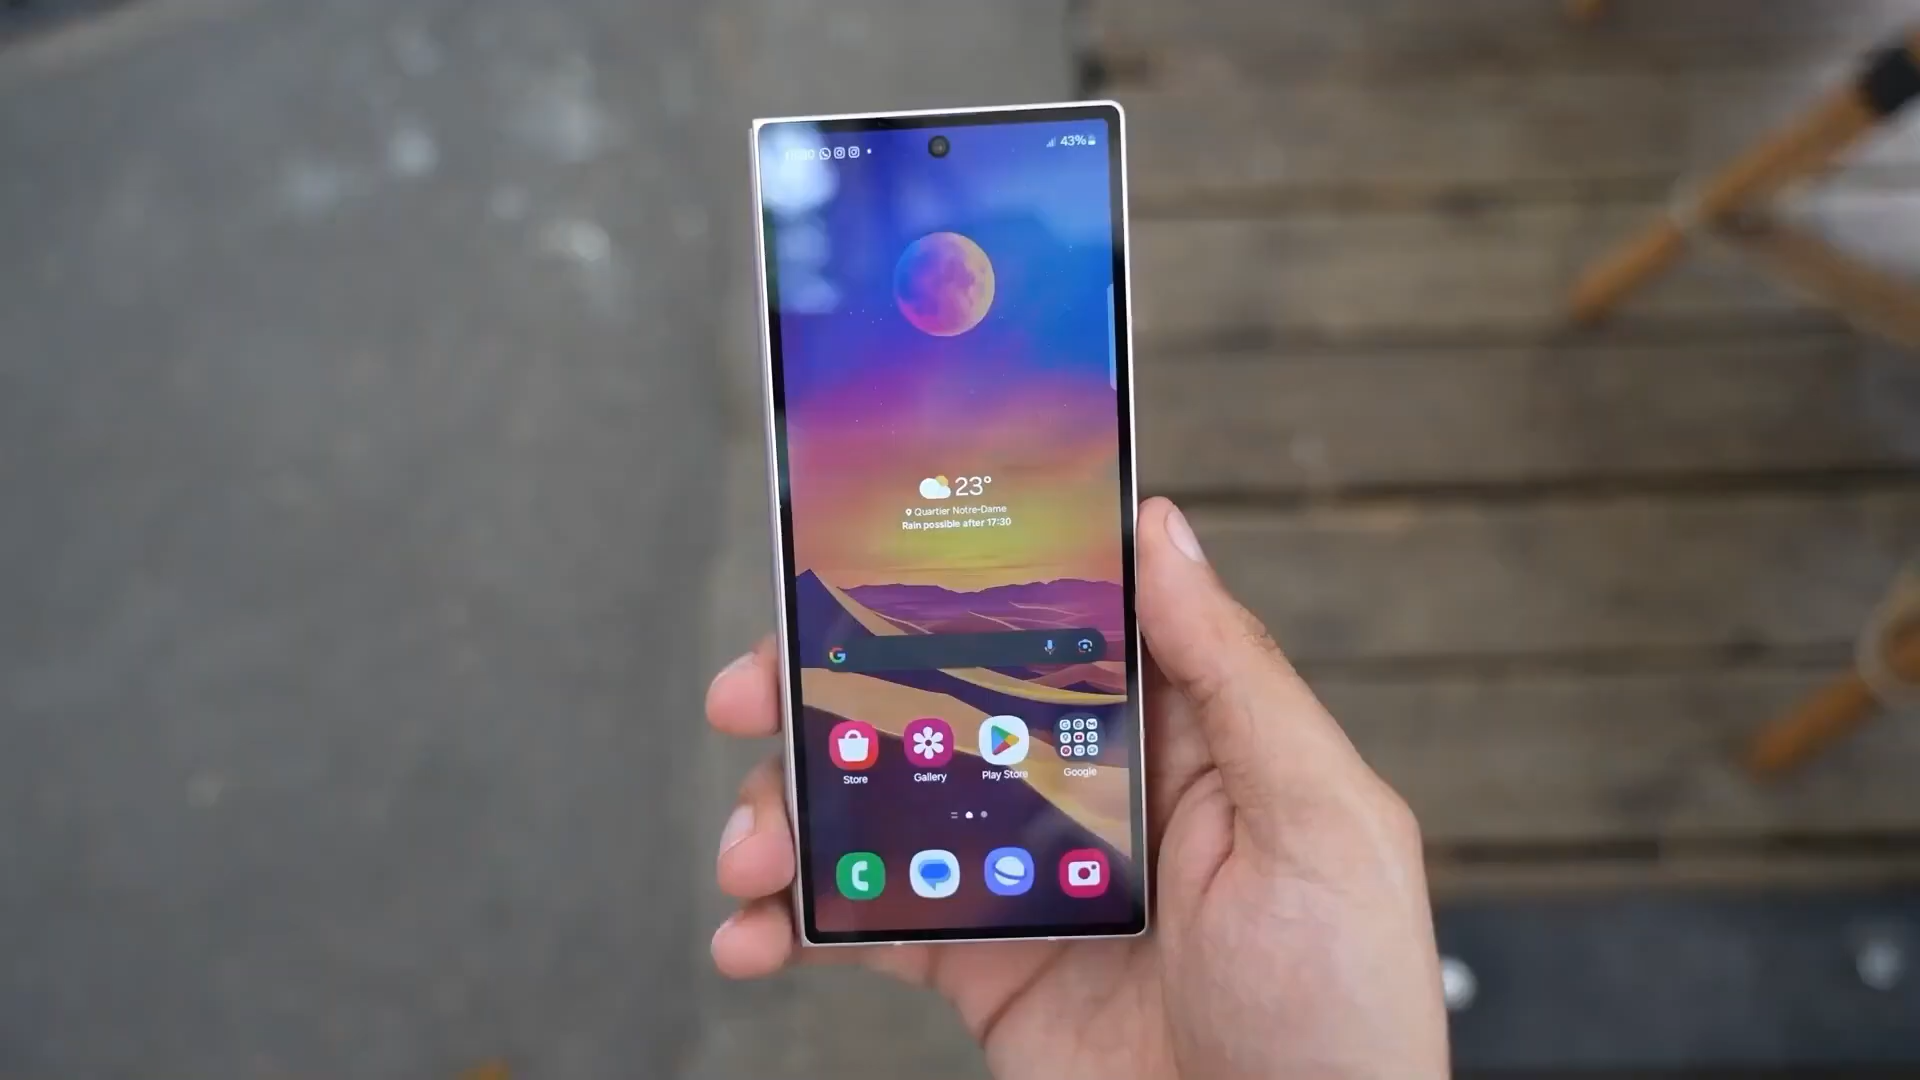 43%
23°
Quartier Notre-Dame
Rain possible after 17:30
Store
Gallery
Play Store
Google